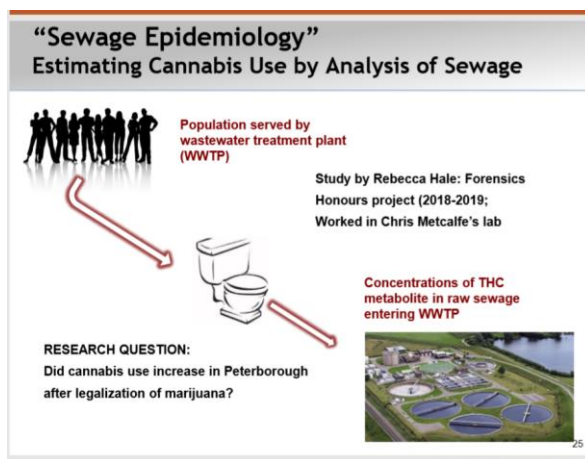 “Sewage Epidemiology”
Estimating Cannabis Use by Analysis of Sewage
Population served by
wastewater treatment plant
(WWTP)
Study by Rebecca Hale: Forensics
Honours project (2018-2019;
Worked in Chris Metcalfe’s lab
Concentrations of THC
metabolite in raw sewage
entering WWTP
RESEARCH QUESTION:
Did cannabis use increase in Peterborough
after legalization of marijuana?
25